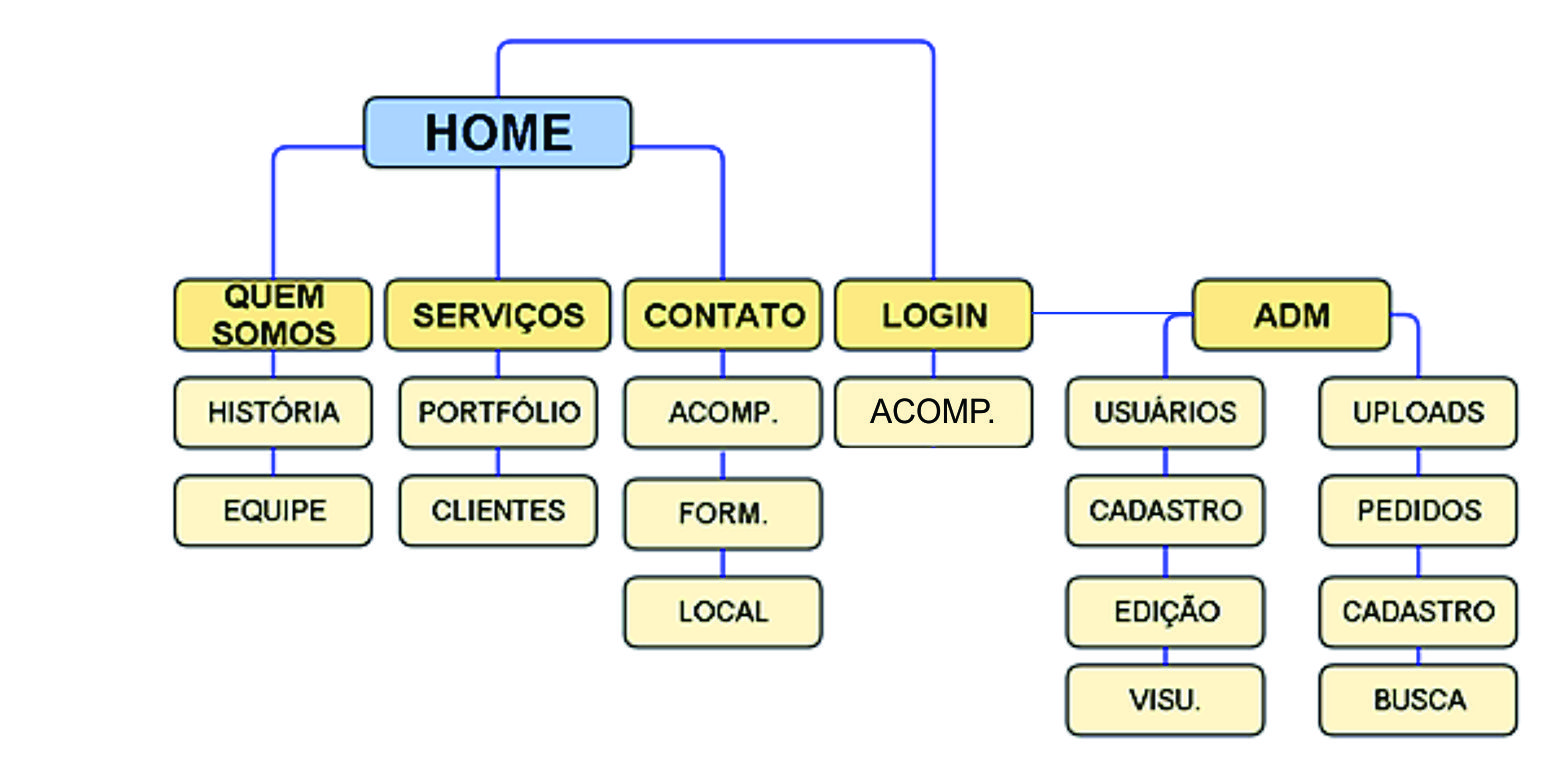 HOME
QUEM
SOMOS
SERVIÇOS
CONTATO
LOGIN
ADM
HISTÓRIA
PORTFÓLIO
ACOMP.
ACOMP.
USUÁRIOS
UPLOADS
EQUIPE
CLIENTES
FORM.
CADASTRO
PEDIDOS
LOCAL
EDIÇÃO
CADASTRO
VISU.
BUSCA